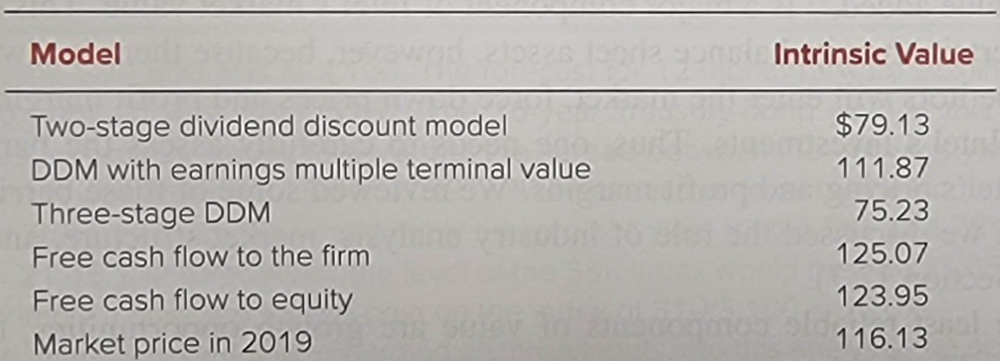 Model Intrinsic Value
Two-stage dividend discount model $79.13
DDM with earnings multiple terminal value 111.87
Three-stage DDM 75.23
Free cash flow to the firm 125.07
Free cash flow to equity 123.95
Market price in 2019 116.13